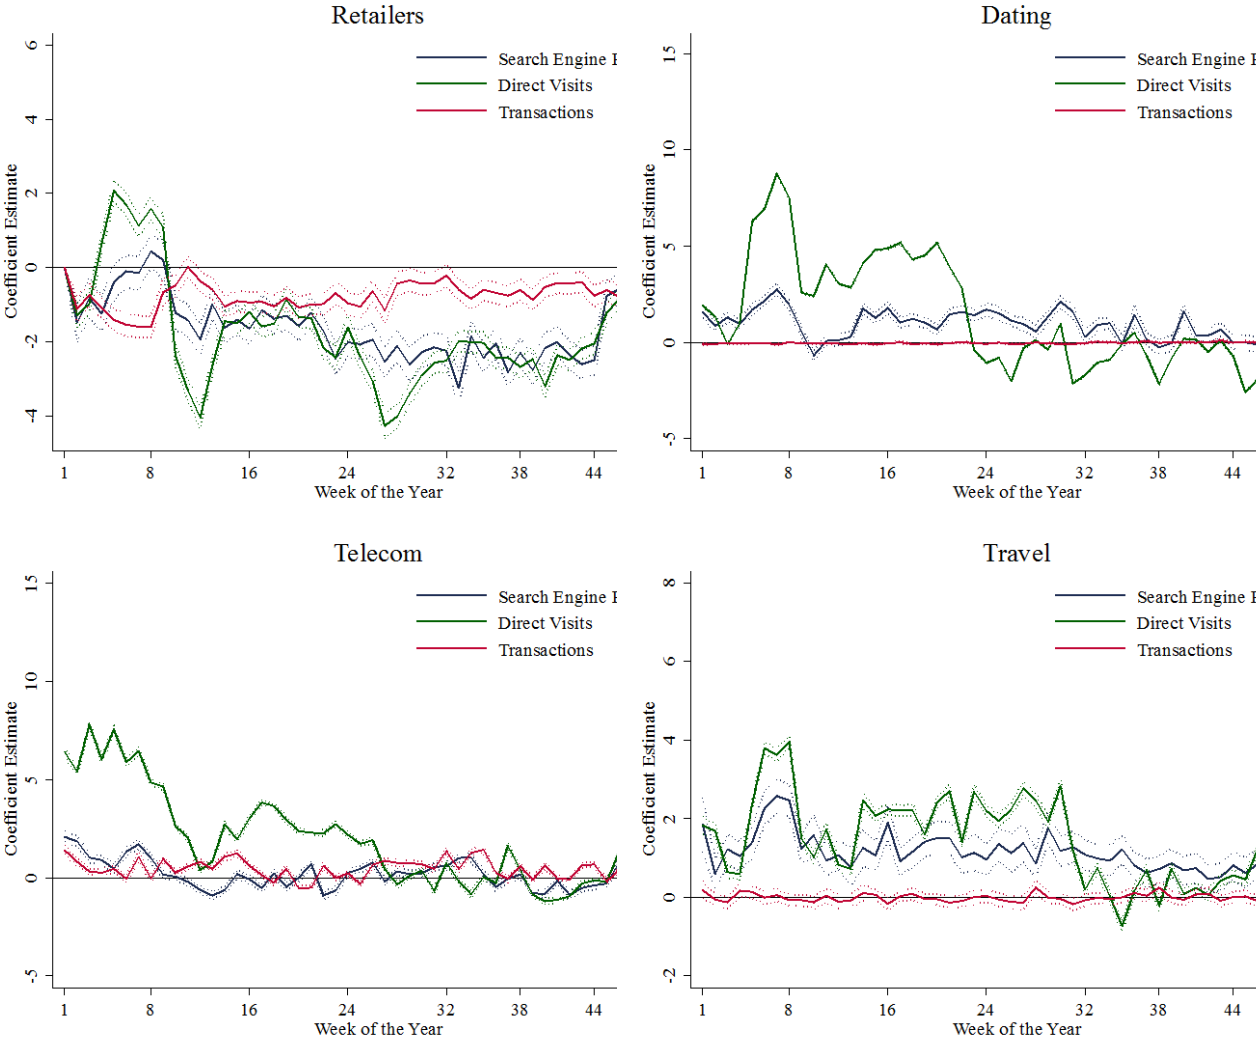 Retailers
6
4
2
0
-2
-4
Coefficient Estimate
Search Engine
Direct Visits
Transactions
1 8 16 24 32 38 44
Week of the Year
Dating
15
10
5
0
-5
Coefficient Estimate
Search Engine
Direct Visits
Transactions
1 8 16 24 32 38 44
Week of the Year
Telecom
15
10
5
0
-5
Coefficient Estimate
Search Engine
Direct Visits
Transactions
1 8 16 24 32 38 44
Week of the Year
Travel
8
6
4
2
0
-2
Coefficient Estimate
Search Engine
Direct Visits
Transactions
1 8 16 24 32 38 44
Week of the Year